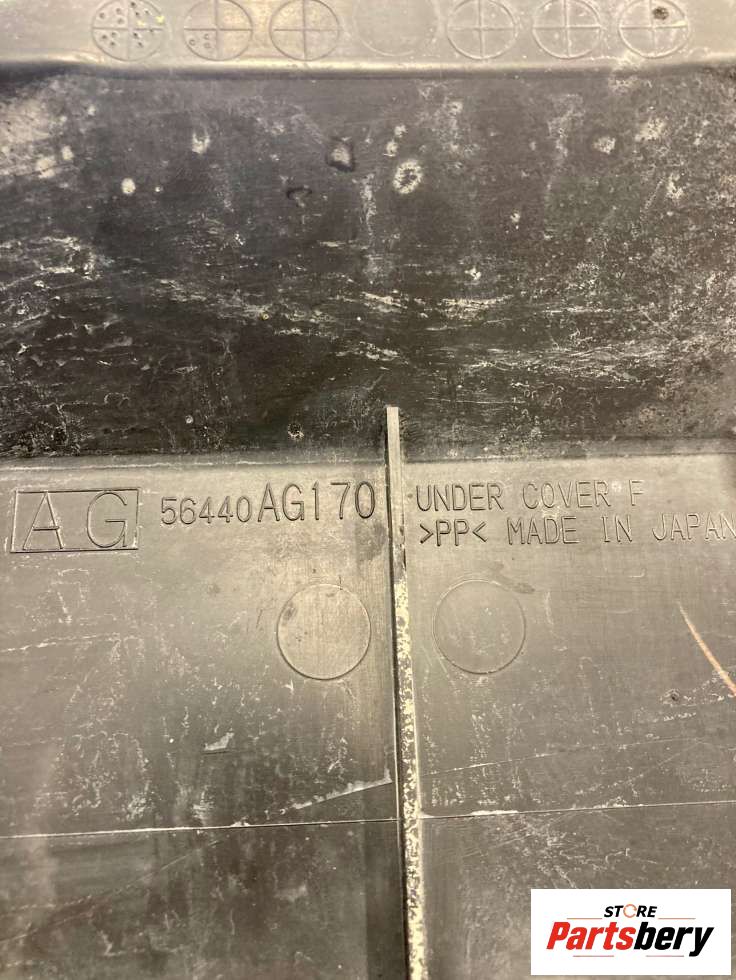 AG 56440AG170 UNDER COVER F
>PP< MADE IN JAPAN
STORE
Partsbery